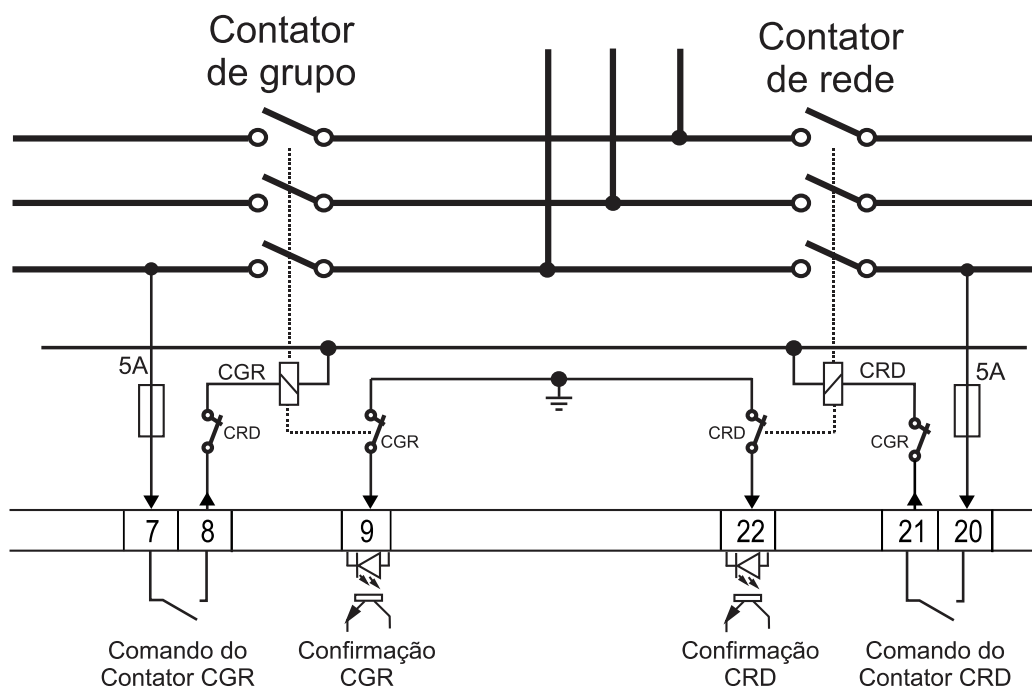 Contator
de grupo
Contator
de rede
5A
CGR
CRD
5A
CRD
CGR
CRD
CGR
7
8
9
22
21
20
Comando do
Contator CGR
Confirmação
CGR
Confirmação
CRD
Comando do
Contator CRD